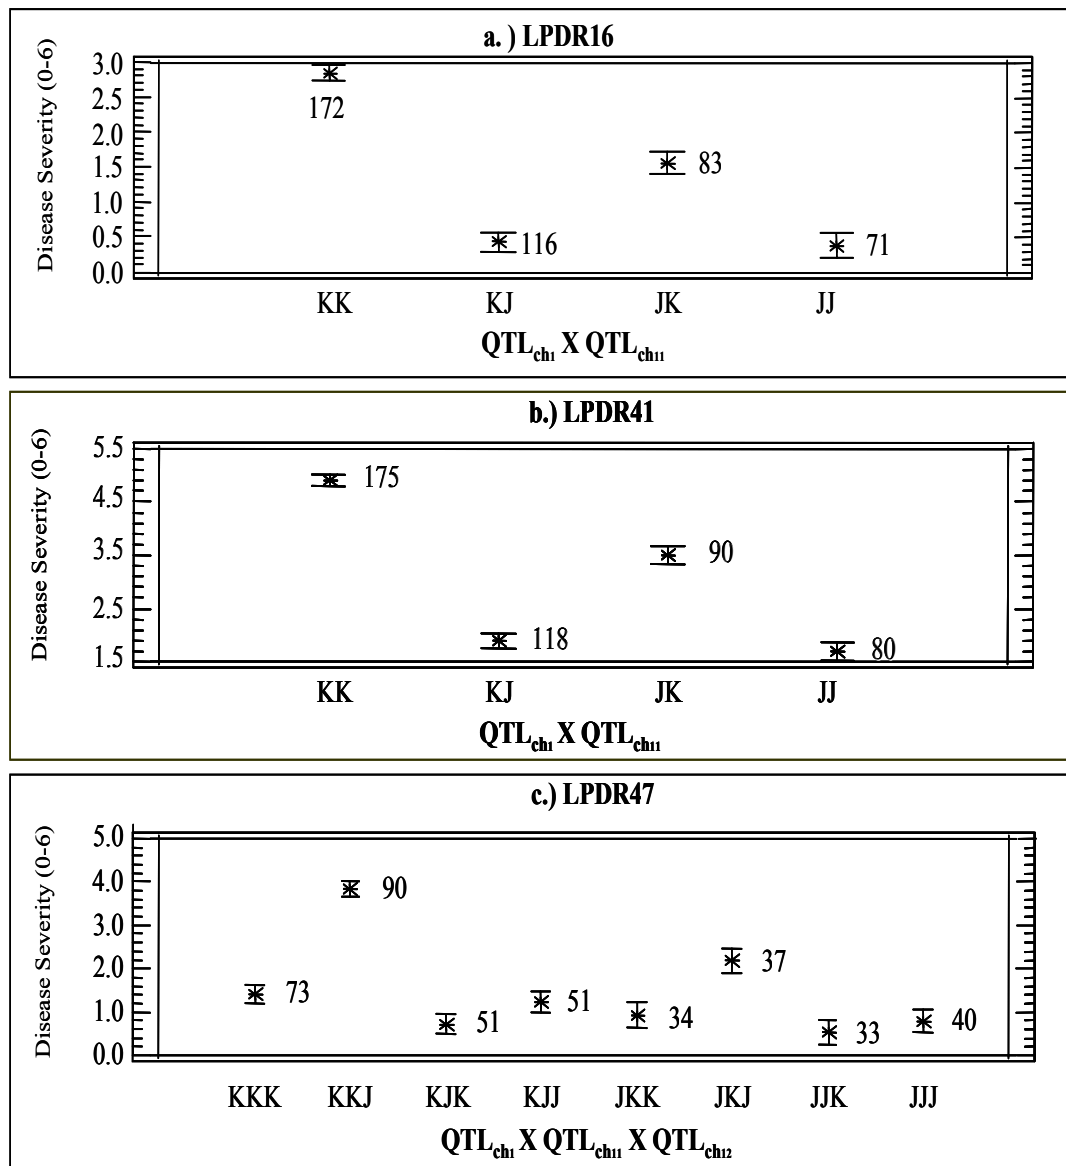 a. ) LPDR16
Disease Severity (0-6)
3.0
2.5
2.0
1.5
1.0
0.5
0.0
172
116
83
71
KK KJ JK JJ
QTLch1 X QTLch11
b.) LPDR41
Disease Severity (0-6)
5.5
4.5
3.5
2.5
1.5
175
118
90
80
KK KJ JK JJ
QTLch1 X QTLch11
c.) LPDR47
Disease Severity (0-6)
5.0
4.0
3.0
2.0
1.0
0.0
73
90
51
51
34
37
33
40
KKK KKJ KJK KJJ JKK JKJ JJK JJJ
QTLch1 X QTLch11 X QTLch12